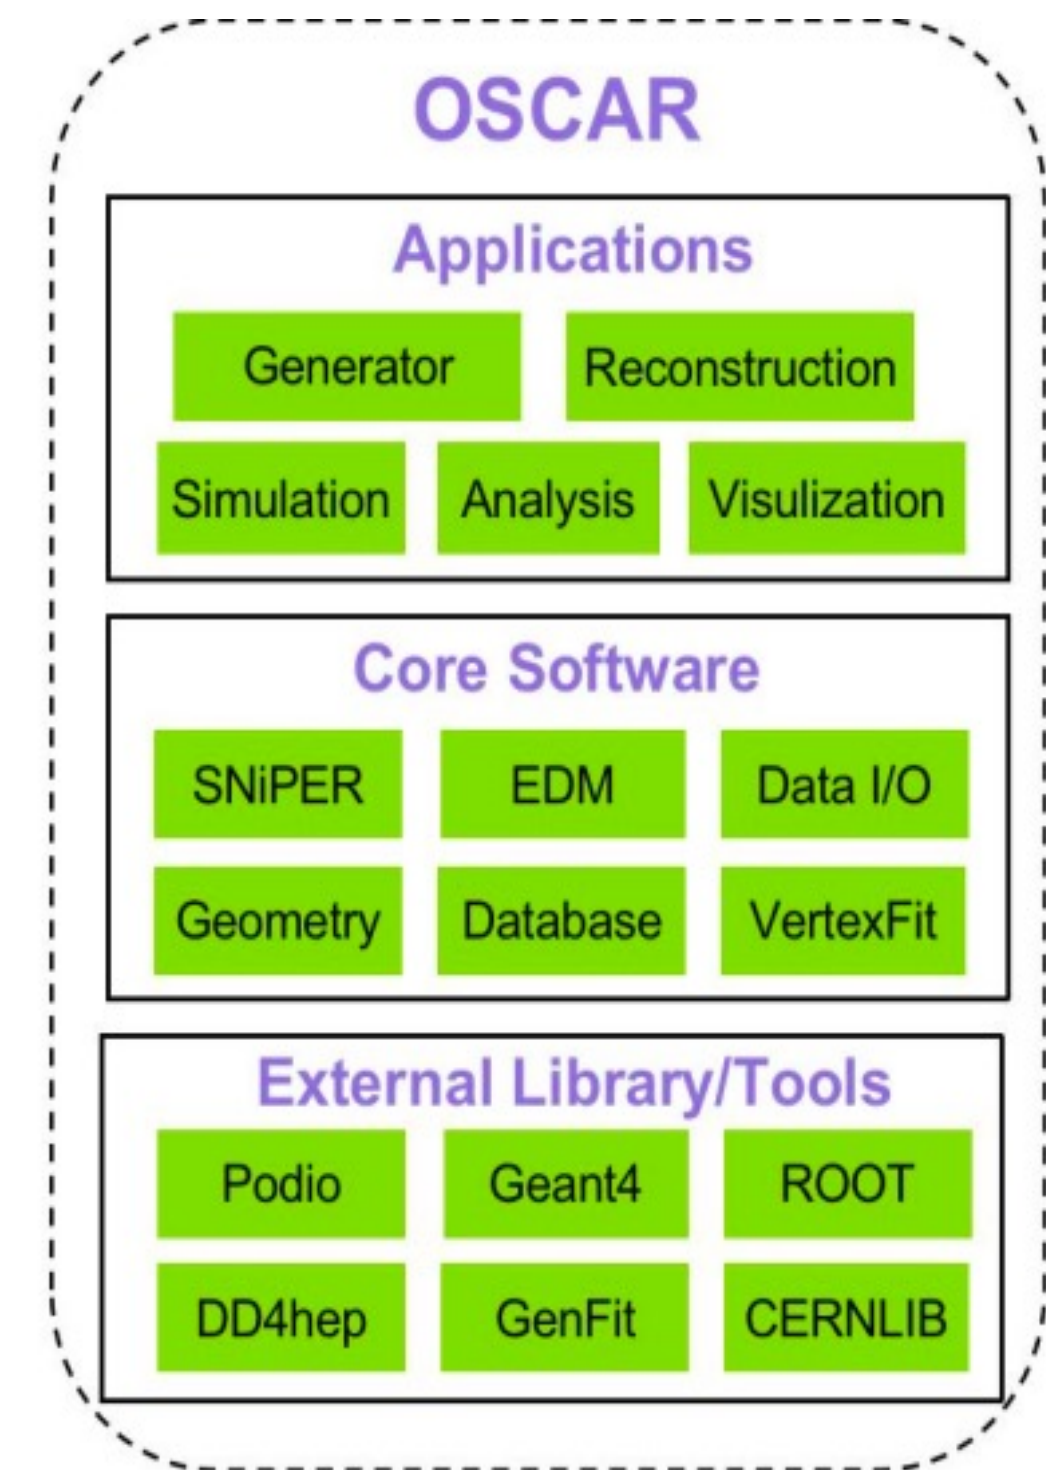 OSCAR
Applications
Generator Reconstruction
Simulation Analysis Visulization
Core Software
SNiPER EDM Data I/O
Geometry Database VertexFit
External Library/Tools
Podio Geant4 ROOT
DD4hep GenFit CERNLIB